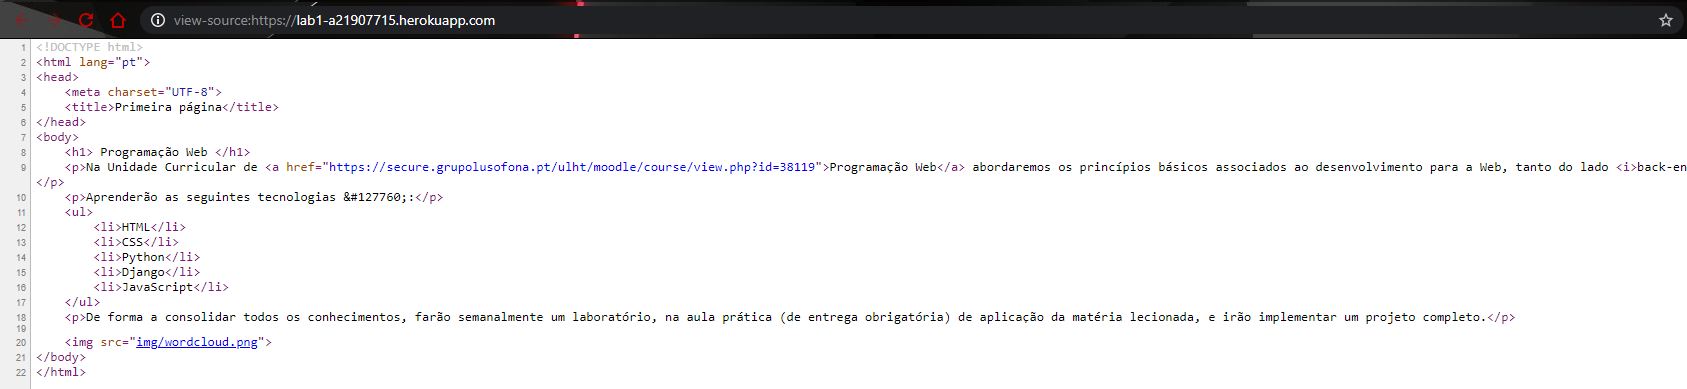 view-source:https://lab1-a21907715.herokuapp.com
1 <!DOCTYPE html>
2 <html lang="pt">
3 <head>
4 <meta charset="UTF-8">
5 <title>Primeira página</title>
6 </head>
7 <body>
8 <h1> Programação Web </h1>
9 <p>Na Unidade Curricular de <a href="https://secure.grupolusofona.pt/ulht/moodle/course/view.php?id=38119">Programação Web</a> abordaremos os princípios básicos associados ao desenvolvimento para a Web, tanto do lado <i>back-en
</p>
10 <p>Aprenderão as seguintes tecnologias &#127760;:</p>
11 <ul>
12 <li>HTML</li>
13 <li>CSS</li>
14 <li>Python</li>
15 <li>Django</li>
16 <li>JavaScript</li>
17 </ul>
18 <p>De forma a consolidar todos os conhecimentos, farão semanalmente um laboratório, na aula prática (de entrega obrigatória) de aplicação da matéria lecionada, e irão implementar um projeto completo.</p>
19
20 <img src="img/wordcloud.png">
21 </body>
22 </html>